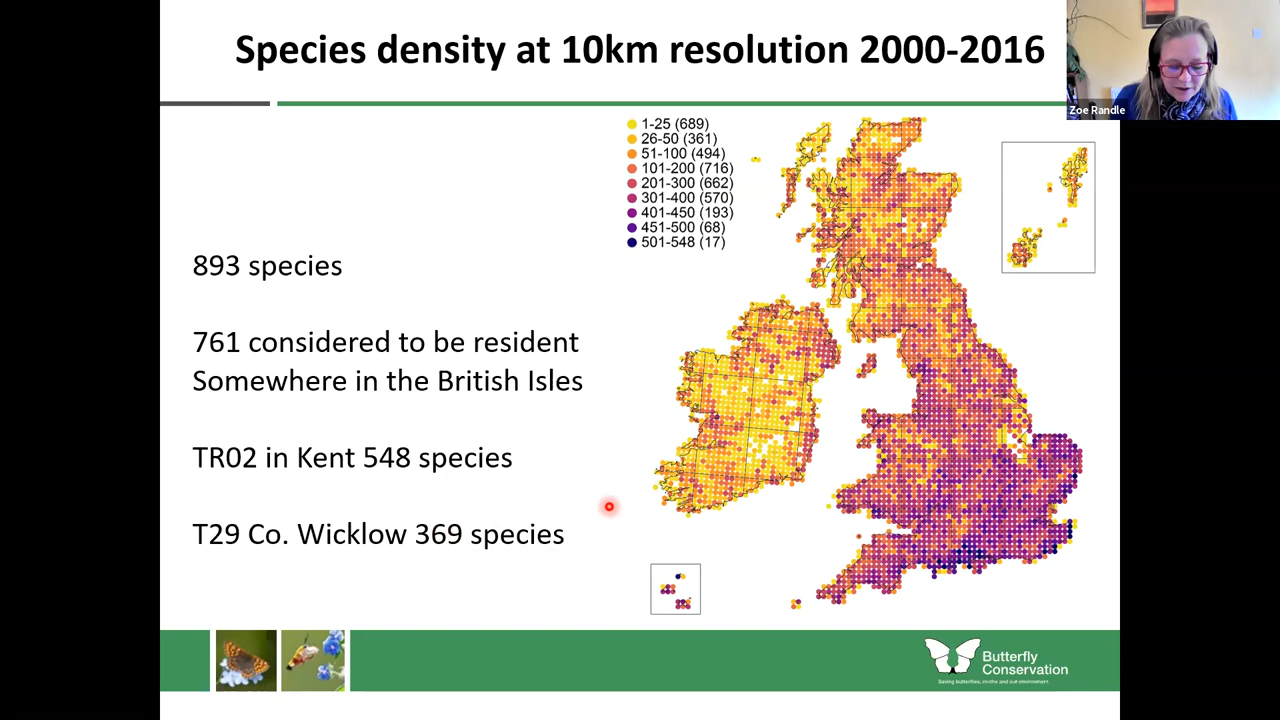 Species density at 10km resolution 2000-2016
Zoe Randle
1-25 (689)
26-50 (361)
51-100 (494)
101-200 (716)
201-300 (662)
301-400 (570)
401-450 (193)
451-500 (68)
501-548 (17)
893 species
761 considered to be resident
Somewhere in the British Isles
TR02 in Kent 548 species
T29 Co. Wicklow 369 species
Butterfly
Conservation
Saving butterflies, moths and our environment